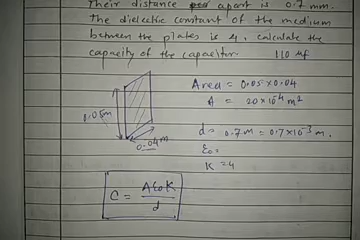 Their distance apart is 0.7 mm.
The dielectric constant of the medium
between the plates is 4, calculate the
capacity of the capacitor. 110 μf
Area = 0.05 x 0.04
A = 20 x 10⁻⁴ m²
0.05m
0.04m
d = 0.7m = 0.7 x 10⁻³ m.
ε₀ =
K = 4
C = Aε₀K / d